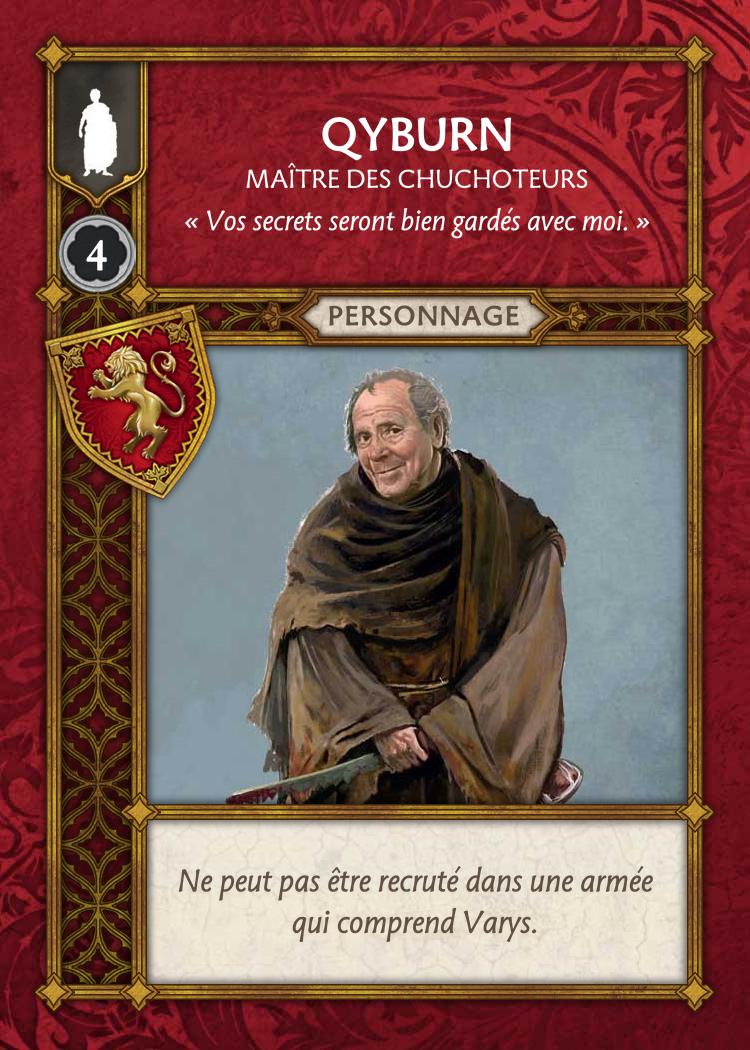 QYBURN
MAÎTRE DES CHUCHOTEURS
« Vos secrets seront bien gardés avec moi. »
4
PERSONNAGE
Ne peut pas être recruté dans une armée
qui comprend Varys.